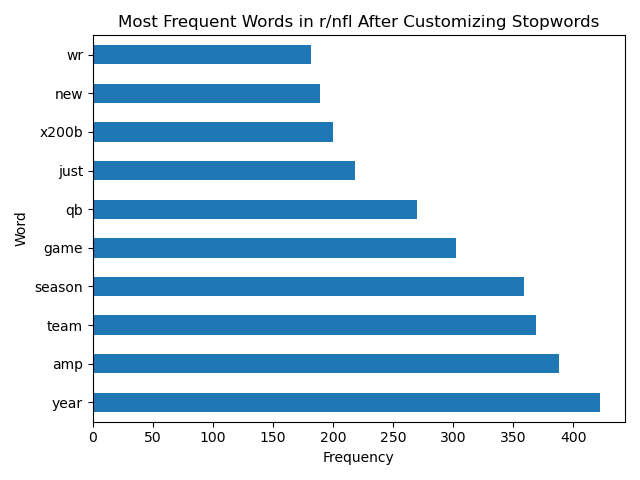 Most Frequent Words in r/nfl After Customizing Stopwords
wr
new
x200b
just
qb
game
season
team
amp
year
Word
0 50 100 150 200 250 300 350 400
Frequency